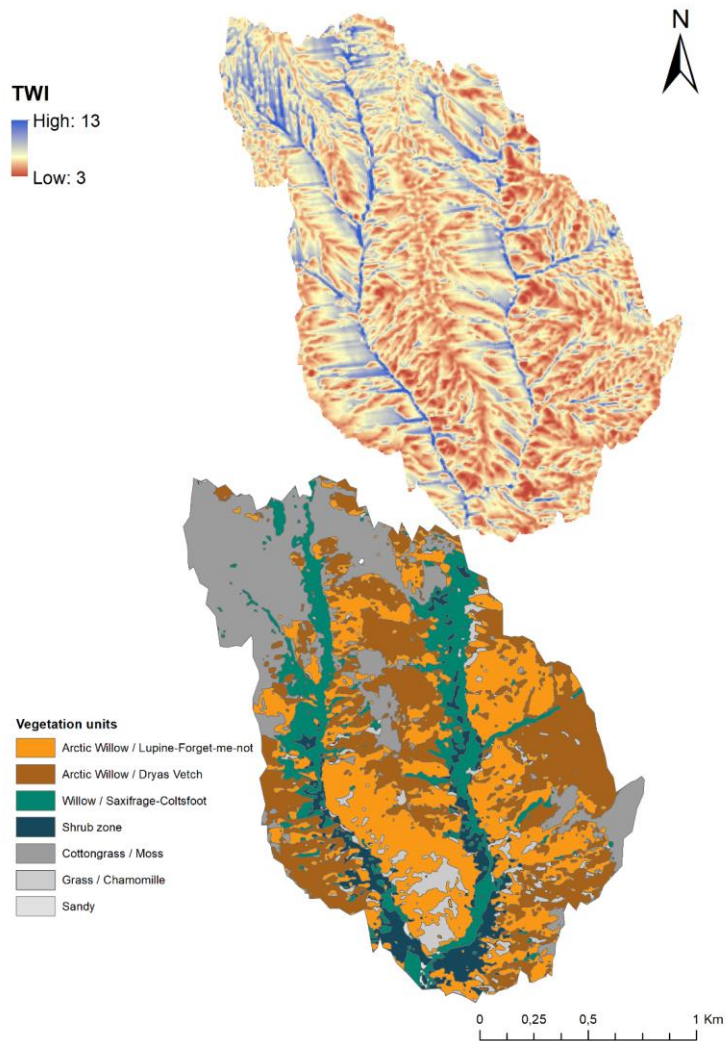 N
TWI
High: 13
Low: 3
Vegetation units
Arctic Willow / Lupine-Forget-me-not
Arctic Willow / Dryas Vetch
Willow / Saxifrage-Coltsfoot
Shrub zone
Cottongrass / Moss
Grass / Chamomille
Sandy
0 0,25 0,5 1 Km